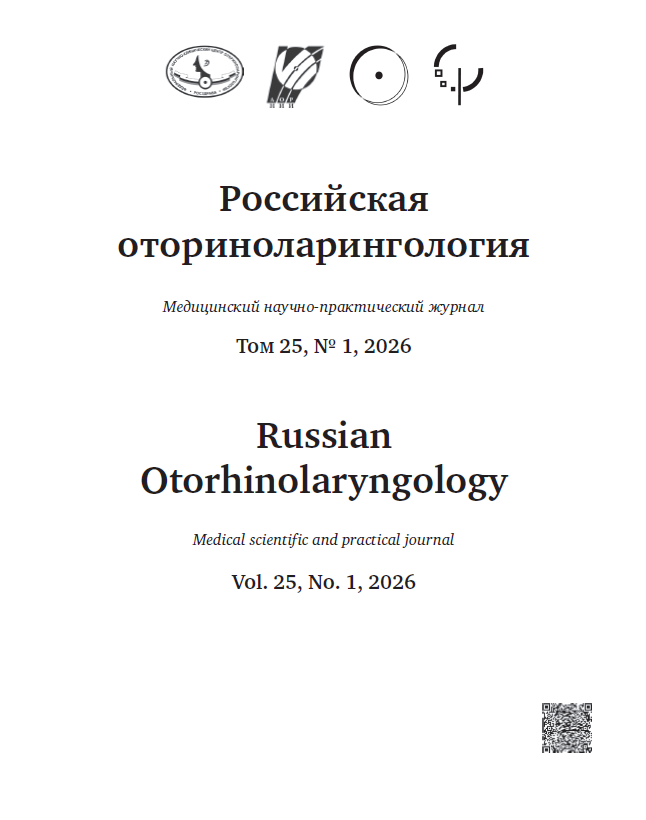 Российская
оториноларингология
Медицинский научно-практический журнал
Том 25, № 1, 2026
Russian
Otorhinolaryngology
Medical scientific and practical journal
Vol. 25, No. 1, 2026